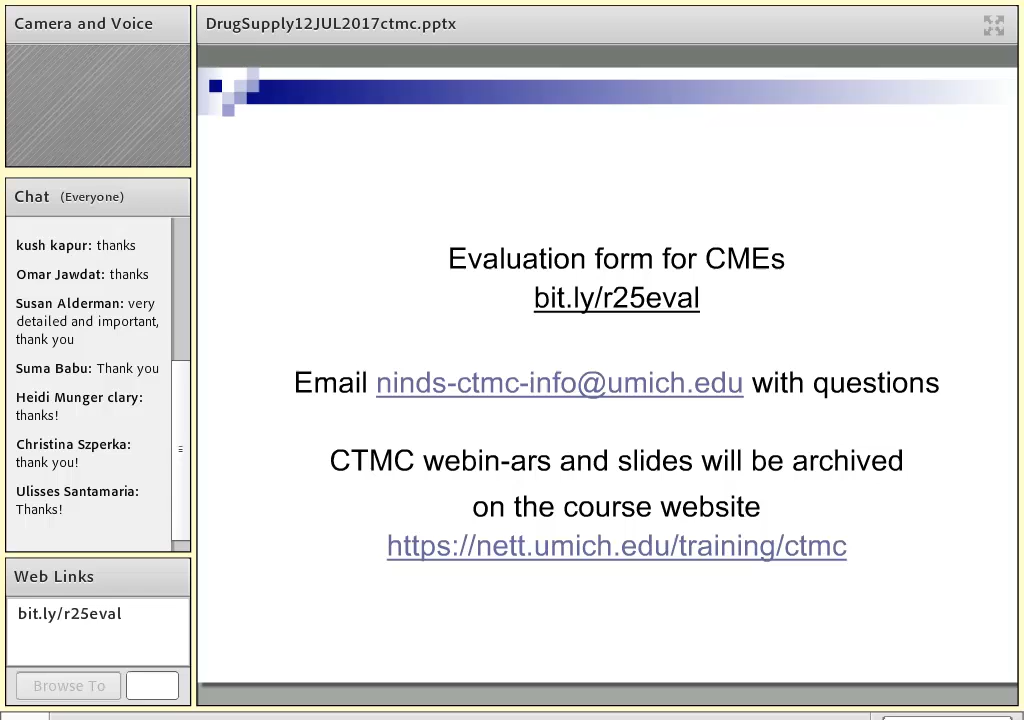 Camera and Voice
DrugSupply12JUL2017ctmc.pptx
Chat (Everyone)
kush kapur: thanks
Omar Jawdat: thanks
Susan Alderman: very
detailed and important,
thank you
Suma Babu: Thank you
Heidi Munger clary:
thanks!
Christina Szperka:
thank you!
Ulisses Santamaria:
Thanks!
Web Links
bit.ly/r25eval
Browse To
Evaluation form for CMEs
bit.ly/r25eval
Email ninds-ctmc-info@umich.edu with questions
CTMC webin-ars and slides will be archived
on the course website
https://nett.umich.edu/training/ctmc